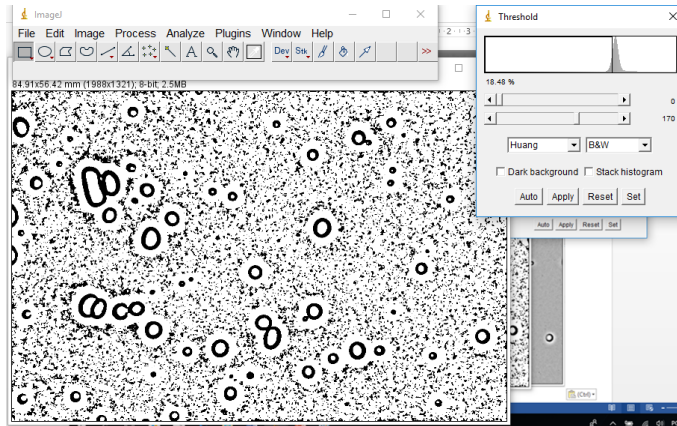 ImageJ
File Edit Image Process Analyze Plugins Window Help
Dev Stk >>
84.91x56.42 mm (1988x1321); 8-bit; 2.5MB
Threshold
18.48 %
0
170
Huang B&W
Dark background Stack histogram
Auto Apply Reset Set
Auto Apply Reset Set
(Ctrl)